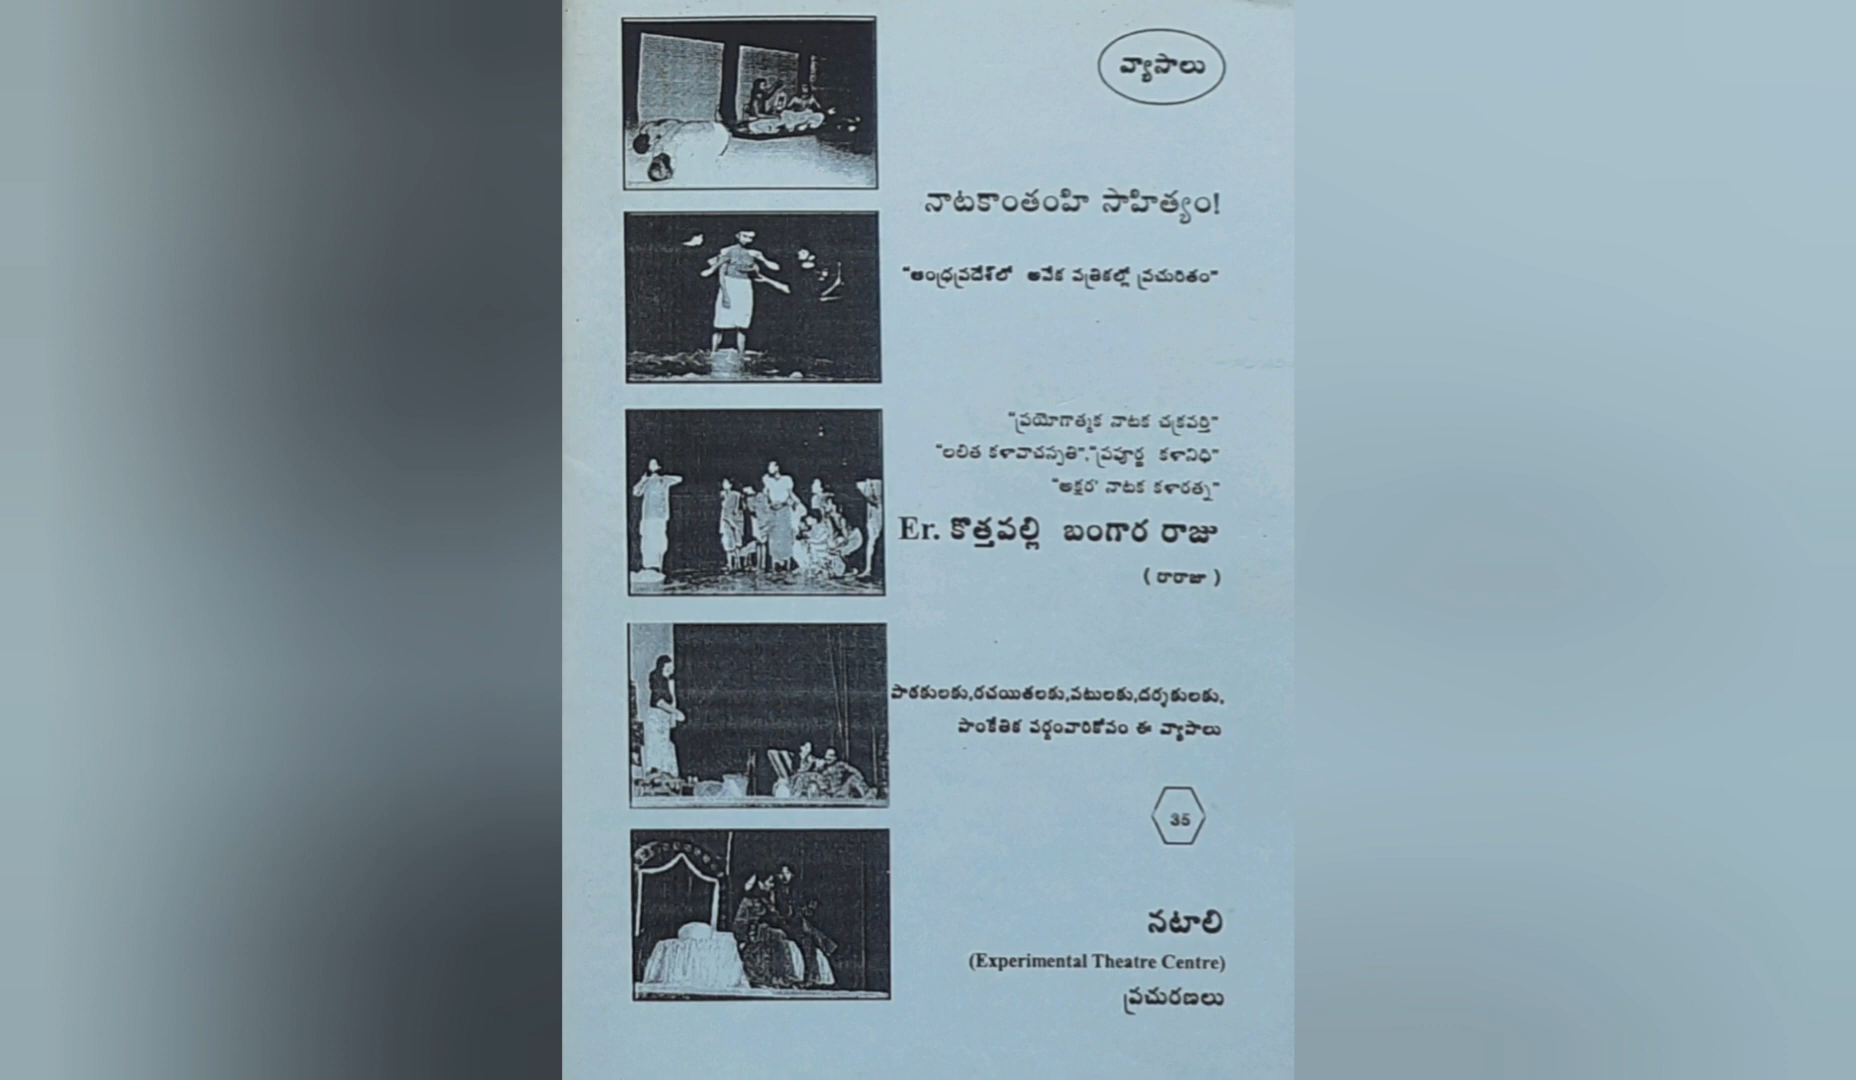 వ్యాసాలు
నాటకాంతంహి సాహిత్యం!
"ఆంధ్రప్రదేశ్‌లో అనేక పత్రికల్లో ప్రచురితం"
"ప్రయోగాత్మక నాటక చక్రవర్తి"
"లలిత కళావాచస్పతి","ప్రపూర్ణ కళానిధి"
"అక్షర' నాటక కళారత్న"
Er. కొత్తవల్లి బంగార రాజు
( రారాజు )
పాఠకులకు,రచయితలకు,నటులకు,దర్శకులకు,
సాంకేతిక వర్గంవారికోసం ఈ వ్యాసాలు
35
నటాలి
(Experimental Theatre Centre)
ప్రచురణలు